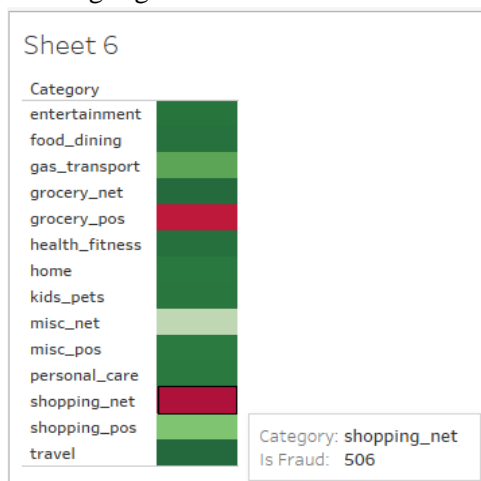 Sheet 6
Category
entertainment
food_dining
gas_transport
grocery_net
grocery_pos
health_fitness
home
kids_pets
misc_net
misc_pos
personal_care
shopping_net
shopping_pos
travel
Category: shopping_net
Is Fraud: 506